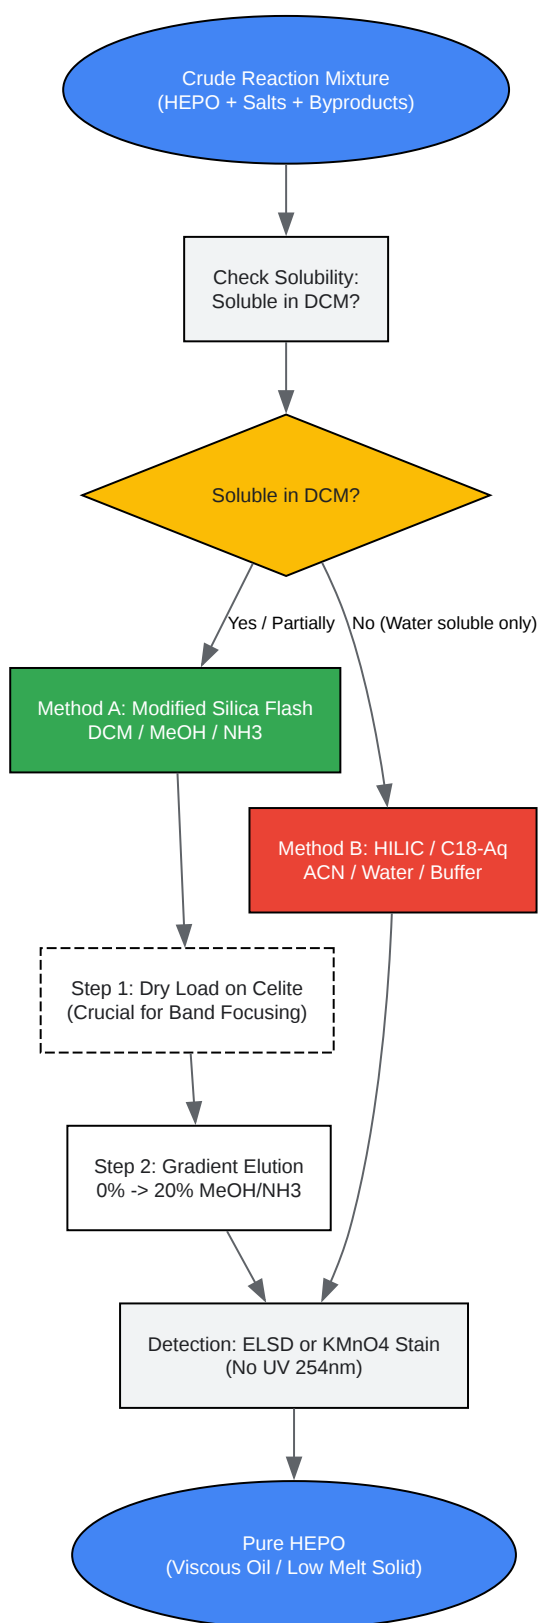 Crude Reaction Mixture
(HEPO + Salts + Byproducts)
Check Solubility:
Soluble in DCM?
Soluble in DCM?
Yes / Partially
No (Water soluble only)
Method A: Modified Silica Flash
DCM / MeOH / NH3
Method B: HILIC / C18-Aq
ACN / Water / Buffer
Step 1: Dry Load on Celite
(Crucial for Band Focusing)
Step 2: Gradient Elution
0% -> 20% MeOH/NH3
Detection: ELSD or KMnO4 Stain
(No UV 254nm)
Pure HEPO
(Viscous Oil / Low Melt Solid)